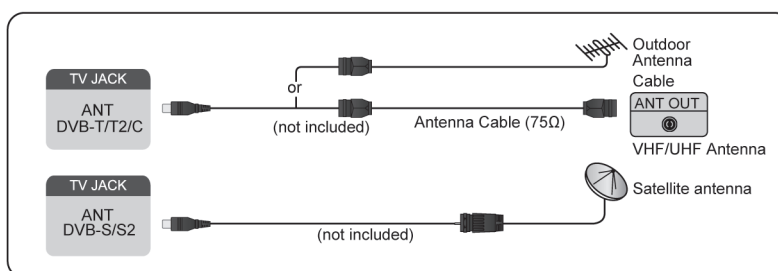 TV JACK
ANT
DVB-T/T2/C
or
(not included)
Antenna Cable (75Ω)
Outdoor
Antenna
Cable
ANT OUT
VHF/UHF Antenna
TV JACK
ANT
DVB-S/S2
(not included)
Satellite antenna